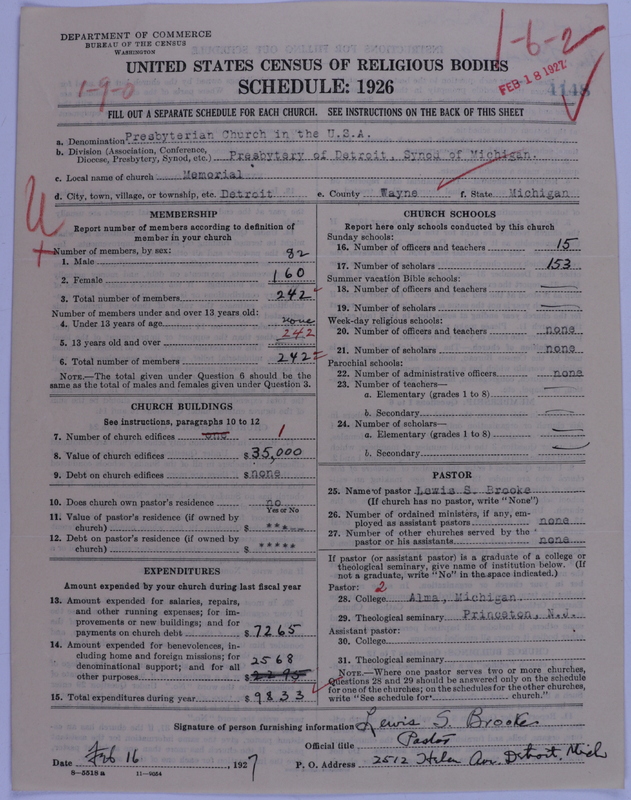 DEPARTMENT OF COMMERCE
BUREAU OF THE CENSUS
WASHINGTON
1-6-2
FEB 18 1927
1148
UNITED STATES CENSUS OF RELIGIOUS BODIES
1-9-0
SCHEDULE: 1926
FILL OUT A SEPARATE SCHEDULE FOR EACH CHURCH. SEE INSTRUCTIONS ON THE BACK OF THIS SHEET
a. Denomination Presbyterian Church in the U.S.A.
b. Division (Association, Conference, Diocese, Presbytery, Synod, etc.) Presbytery of Detroit, Synod of Michigan.
c. Local name of church Memorial
d. City, town, village, or township, etc. Detroit e. County Wayne f. State Michigan
MEMBERSHIP
Report number of members according to definition of
member in your church
Number of members, by sex:
1. Male 82
2. Female 160
3. Total number of members 242
Number of members under and over 13 years old:
4. Under 13 years of age none
5. 13 years old and over 242
6. Total number of members 242
NOTE.—The total given under Question 6 should be
same as the total of males and females given under Question 3.
CHURCH BUILDINGS
See instructions, paragraphs 10 to 12
7. Number of church edifices one 1
8. Value of church edifices $ 35,000
9. Debt on church edifices $ none
10. Does church own pastor's residence no
Yes or No
11. Value of pastor's residence (if owned by
church) $ ***
12. Debt on pastor's residence (if owned by
church) $ *****
EXPENDITURES
Amount expended by your church during last fiscal year
13. Amount expended for salaries, repairs,
and other running expenses; for im-
provements or new buildings; and for
payments on church debt $ 7265
14. Amount expended for benevolences, in-
cluding home and foreign missions; for
denominational support; and for all 2568
other purposes $
15. Total expenditures during year $ 9833
CHURCH SCHOOLS
Report here only schools conducted by this church
Sunday schools:
16. Number of officers and teachers 15
17. Number of scholars 153
Summer vacation Bible schools:
18. Number of officers and teachers —
19. Number of scholars —
Week-day religious schools:
20. Number of officers and teachers none
21. Number of scholars none
Parochial schools:
22. Number of administrative officers none
23. Number of teachers—
a. Elementary (grades 1 to 8) —
b. Secondary —
24. Number of scholars—
a. Elementary (grades 1 to 8) —
b. Secondary —
PASTOR
25. Name of pastor Lewis S. Brooke
(If church has no pastor, write "None")
26. Number of ordained ministers, if any, em-
ployed as assistant pastors none
27. Number of other churches served by the
pastor or his assistants none
If pastor (or assistant pastor) is a graduate of a college or
theological seminary, give name of institution below. (If
not a graduate, write "No" in the space indicated.)
Pastor: 2
28. College Alma, Michigan.
29. Theological seminary Princeton, N.J.
Assistant pastor:
30. College
31. Theological seminary
NOTE.—Where one pastor serves two or more churches,
Questions 28 and 29 should be answered only on the schedule
for one of the churches; on the schedules for the other churches,
write "See schedule for church."
Signature of person furnishing information Lewis S. Brooke
Official title Pastor
Date Feb 16, 1927 P. O. Address 2512 Helen Ave. Detroit, Mich
8-5518 a 11-9054